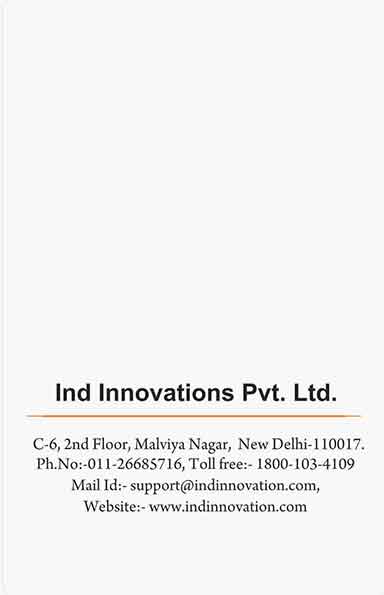 Ind Innovations Pvt. Ltd.
C-6, 2nd Floor, Malviya Nagar, New Delhi-110017.
Ph.No:-011-26685716, Toll free:- 1800-103-4109
Mail Id:- support@indinnovation.com,
Website:- www.indinnovation.com